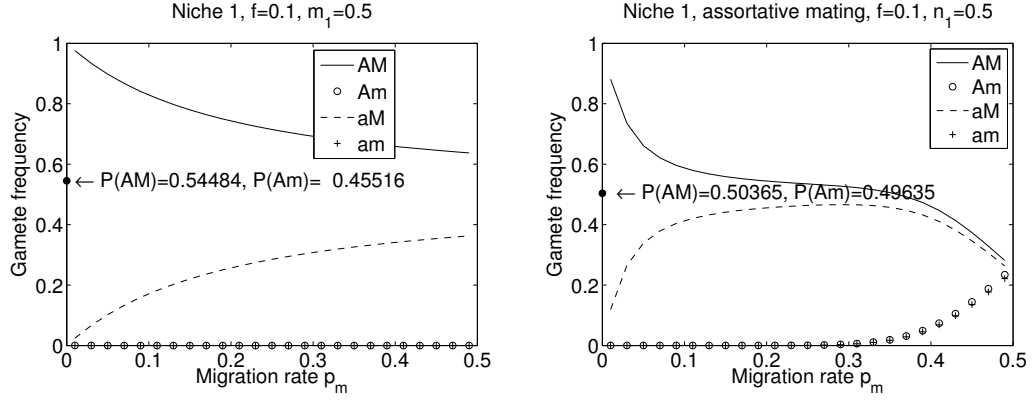 Niche 1, f=0.1, m_1=0.5
Gamete frequency
1
0.8
0.6
0.4
0.2
0
AM
Am
aM
am
← P(AM)=0.54484, P(Am)= 0.45516
0 0.1 0.2 0.3 0.4 0.5
Migration rate p_m
Niche 1, assortative mating, f=0.1, n_1=0.5
Gamete frequency
1
0.8
0.6
0.4
0.2
0
AM
Am
aM
am
← P(AM)=0.50365, P(Am)=0.49635
0 0.1 0.2 0.3 0.4 0.5
Migration rate p_m